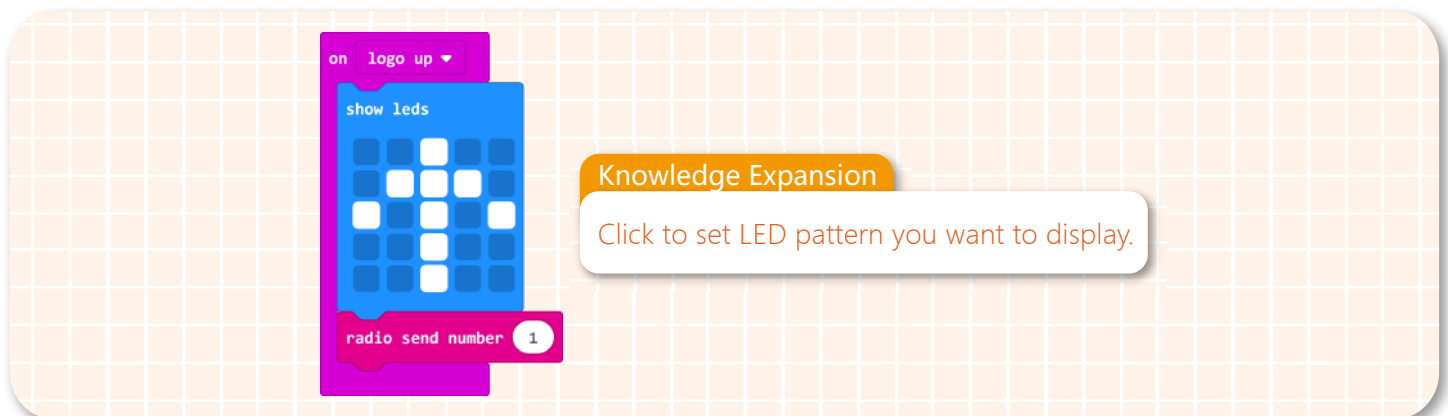 on logo up
show leds
Knowledge Expansion
Click to set LED pattern you want to display.
radio send number 1